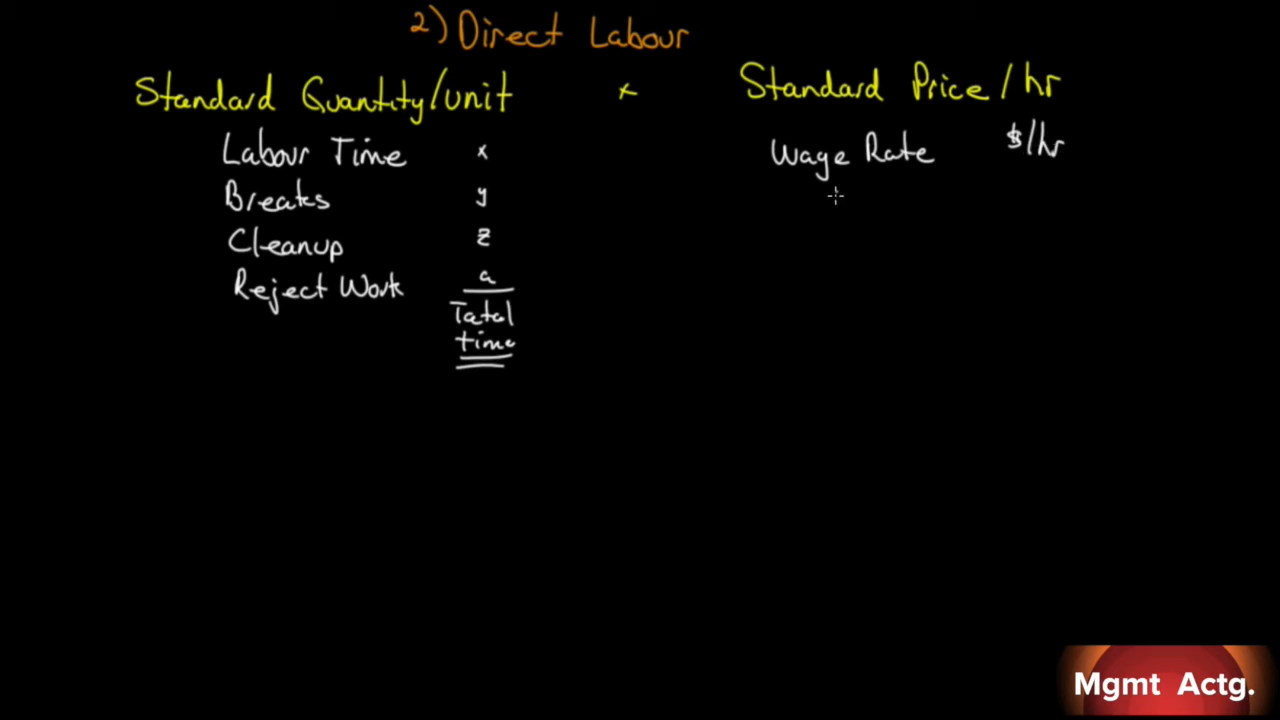 2) Direct Labour
Standard Quantity/unit x Standard Price/hr
Labour Time x Wage Rate $/hr
Breaks y
Cleanup z
Reject Work a
Total
time
Mgmt Actg.